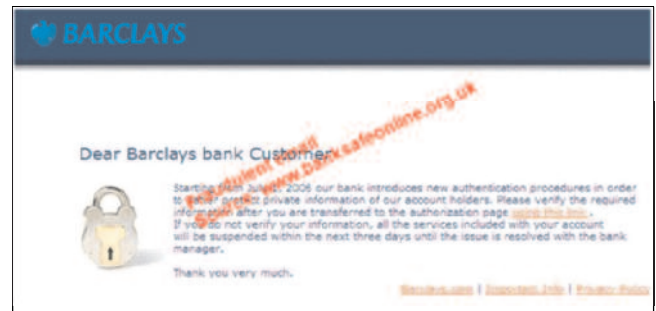 BARCLAYS
Dear Barclays bank Customer,
Fraudulent email
www.banksafeonline.org.uk
Starting from July, 2006 our bank introduces new authentication procedures in order
to better protect private information of our account holders. Please verify the required
information after you are transferred to the authorization page using this link.
If you do not verify your information, all the services included with your account
will be suspended within the next three days until the issue is resolved with the bank
manager.
Thank you very much.
Barclays.com | Important Info | Privacy Policy